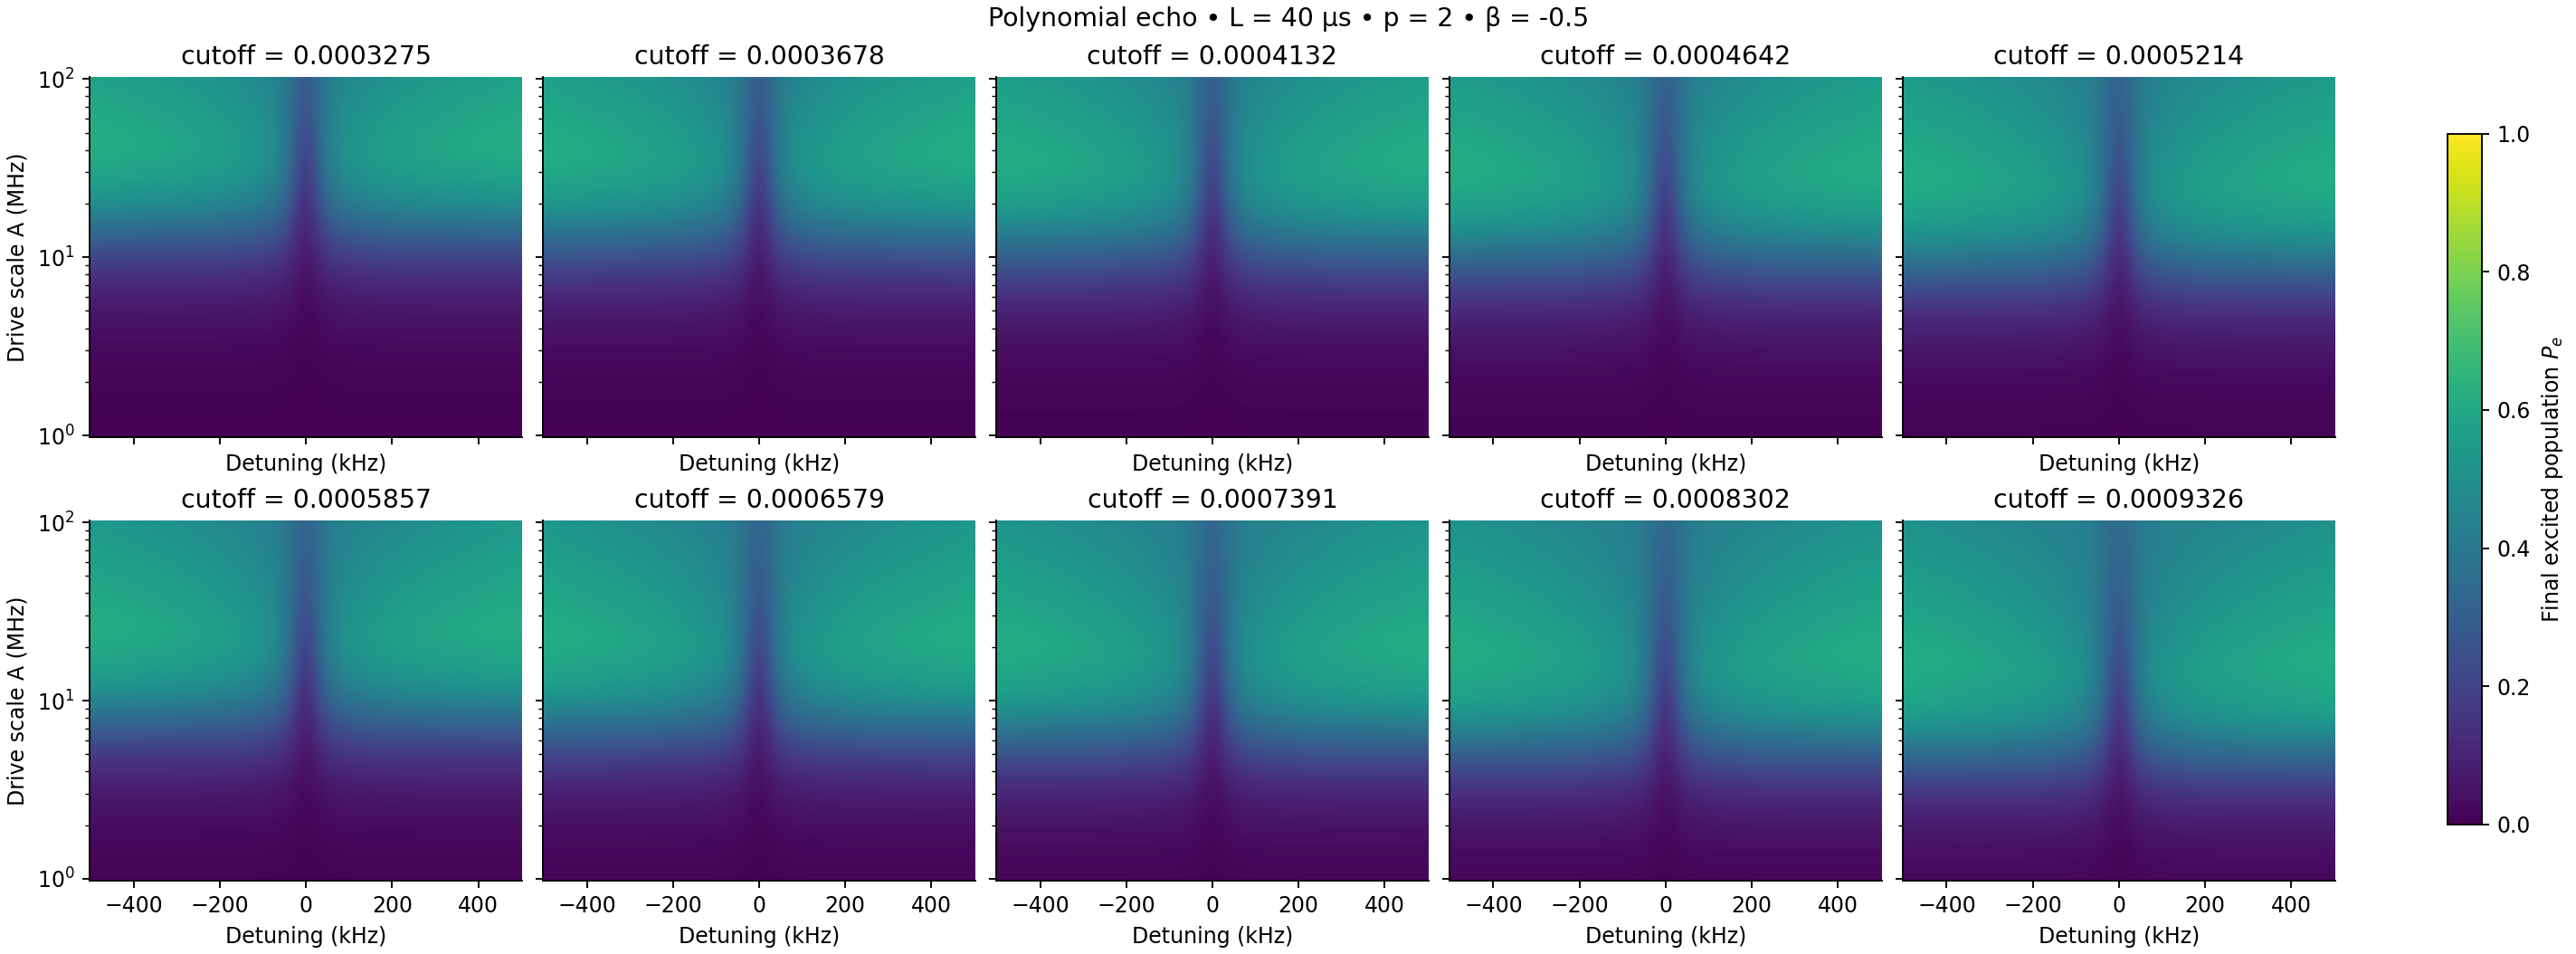 Polynomial echo • L = 40 μs • p = 2 • β = -0.5
cutoff = 0.0003275
cutoff = 0.0003678
cutoff = 0.0004132
cutoff = 0.0004642
cutoff = 0.0005214
Drive scale A (MHz)
10²
10¹
10⁰
Detuning (kHz)
Detuning (kHz)
Detuning (kHz)
Detuning (kHz)
Detuning (kHz)
cutoff = 0.0005857
cutoff = 0.0006579
cutoff = 0.0007391
cutoff = 0.0008302
cutoff = 0.0009326
Drive scale A (MHz)
10²
10¹
10⁰
−400 −200 0 200 400
−400 −200 0 200 400
−400 −200 0 200 400
−400 −200 0 200 400
−400 −200 0 200 400
Detuning (kHz)
Detuning (kHz)
Detuning (kHz)
Detuning (kHz)
Detuning (kHz)
1.0
0.8
0.6
0.4
0.2
0.0
Final excited population Pₑ